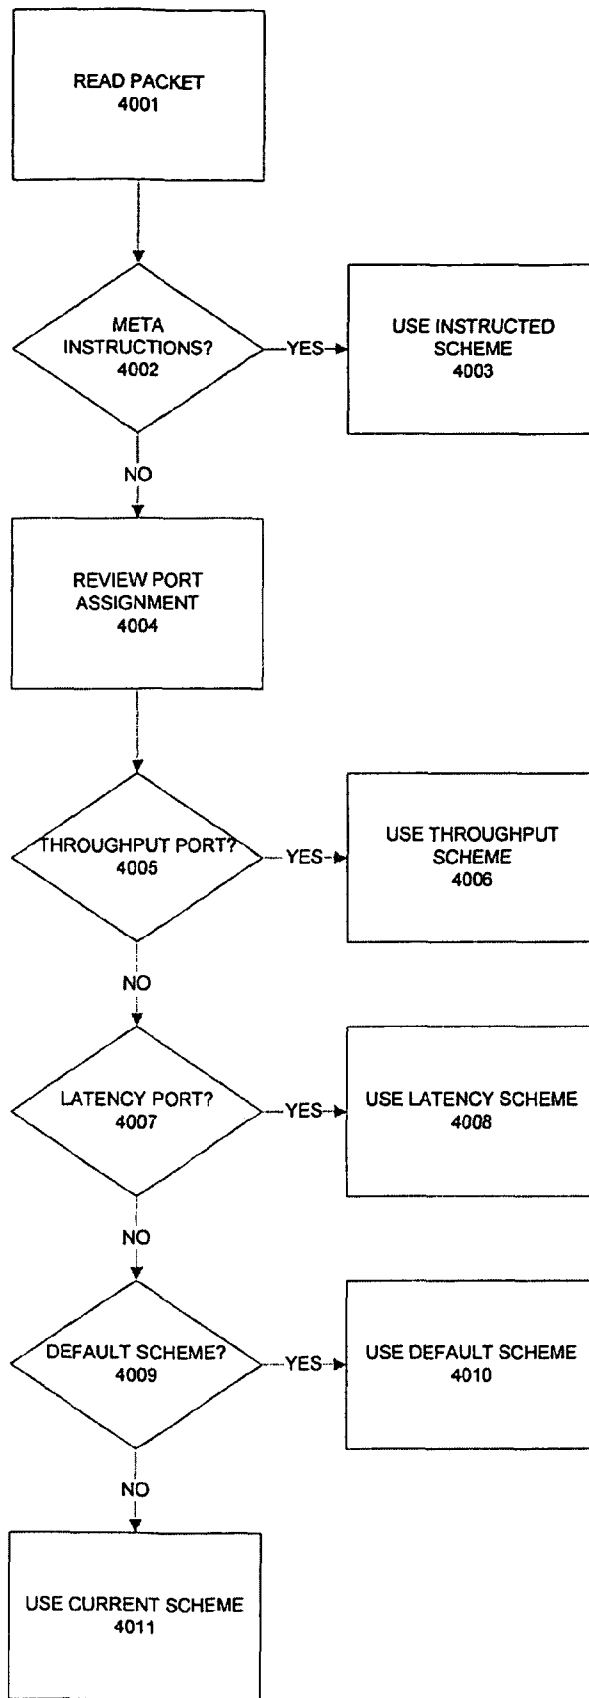 READ PACKET
4001
META
INSTRUCTIONS?
4002
YES
USE INSTRUCTED
SCHEME
4003
NO
REVIEW PORT
ASSIGNMENT
4004
THROUGHPUT PORT?
4005
YES
USE THROUGHPUT
SCHEME
4006
NO
LATENCY PORT?
4007
YES
USE LATENCY SCHEME
4008
NO
DEFAULT SCHEME?
4009
YES
USE DEFAULT SCHEME
4010
NO
USE CURRENT SCHEME
4011